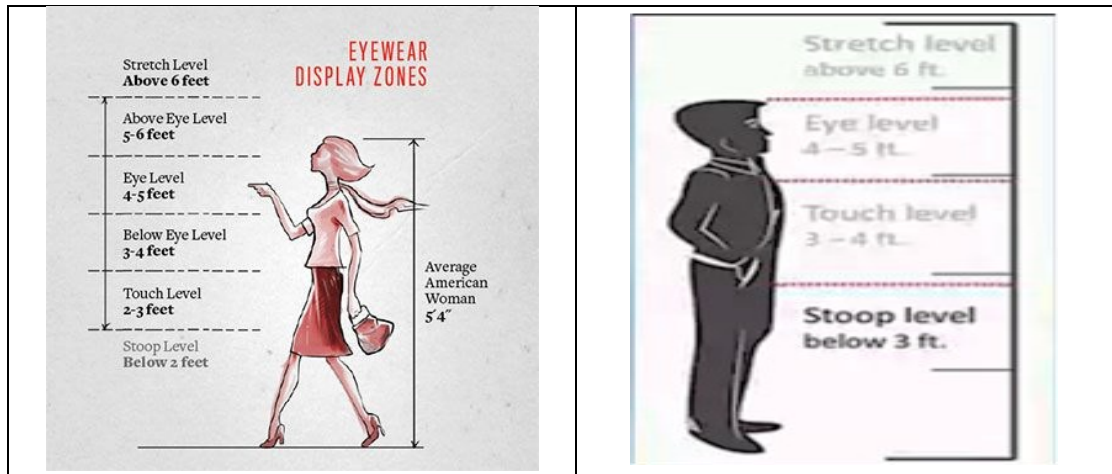 EYEWEAR
DISPLAY ZONES
Stretch Level
Above 6 feet
Above Eye Level
5-6 feet
Eye Level
4-5 feet
Below Eye Level
3-4 feet
Touch Level
2-3 feet
Stoop Level
Below 2 feet
Average
American
Woman
5'4"
Stretch level
above 6 ft.
Eye level
4 – 5 ft.
Touch level
3 – 4 ft.
Stoop level
below 3 ft.